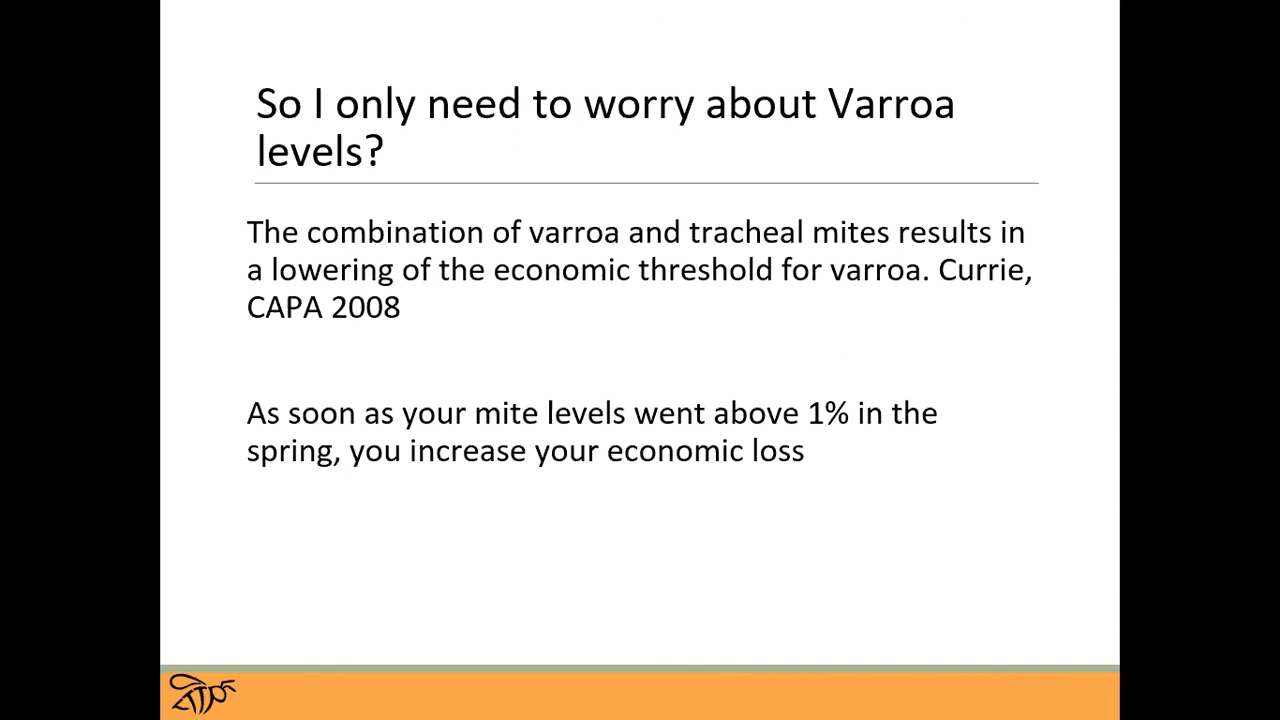 So I only need to worry about Varroa
levels?
The combination of varroa and tracheal mites results in
a lowering of the economic threshold for varroa. Currie,
CAPA 2008
As soon as your mite levels went above 1% in the
spring, you increase your economic loss